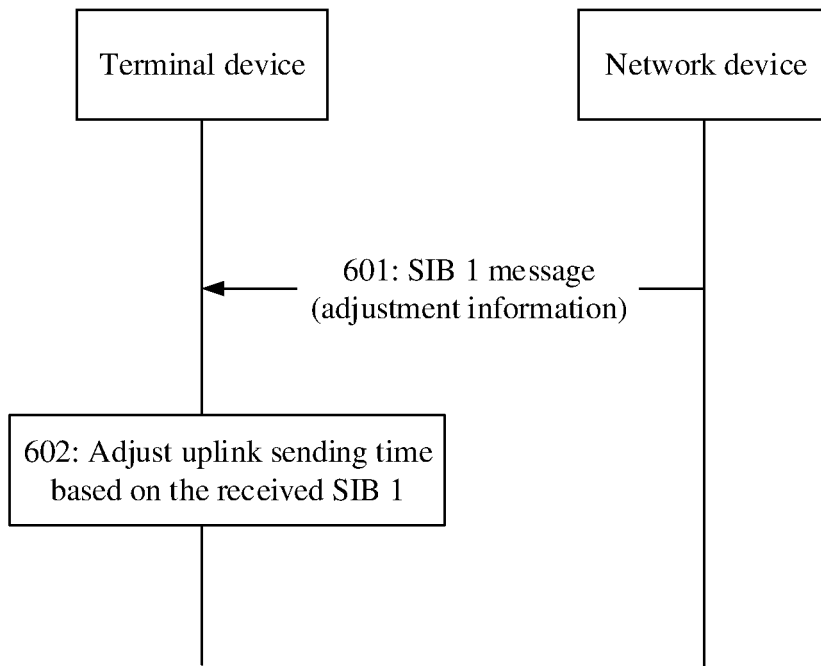 Terminal device
Network device
601: SIB 1 message
(adjustment information)
602: Adjust uplink sending time
based on the received SIB 1